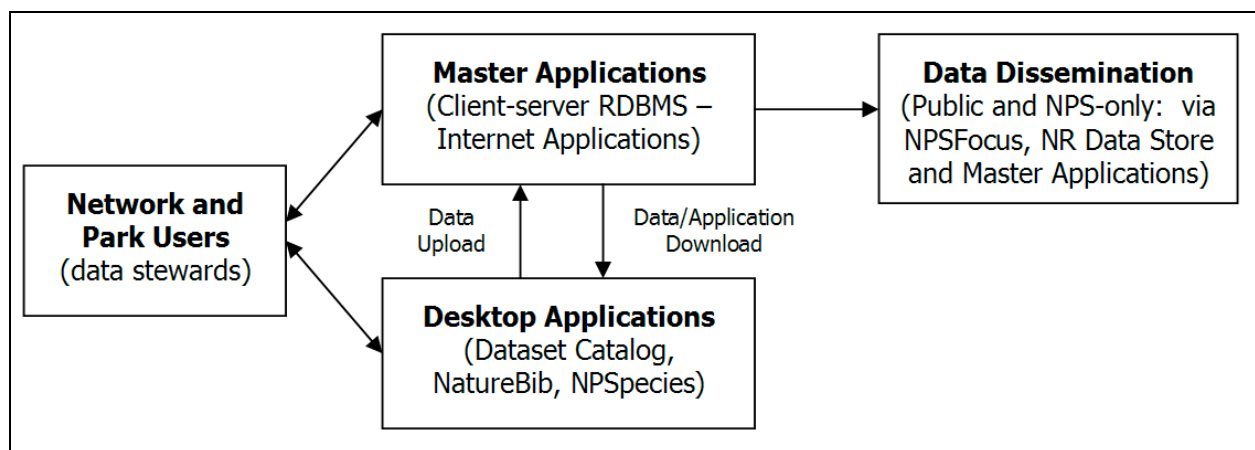 Network and
Park Users
(data stewards)
Master Applications
(Client-server RDBMS –
Internet Applications)
Data
Upload
Data/Application
Download
Desktop Applications
(Dataset Catalog,
NatureBib, NPSpecies)
Data Dissemination
(Public and NPS-only:  via
NPSFocus, NR Data Store
and Master Applications)